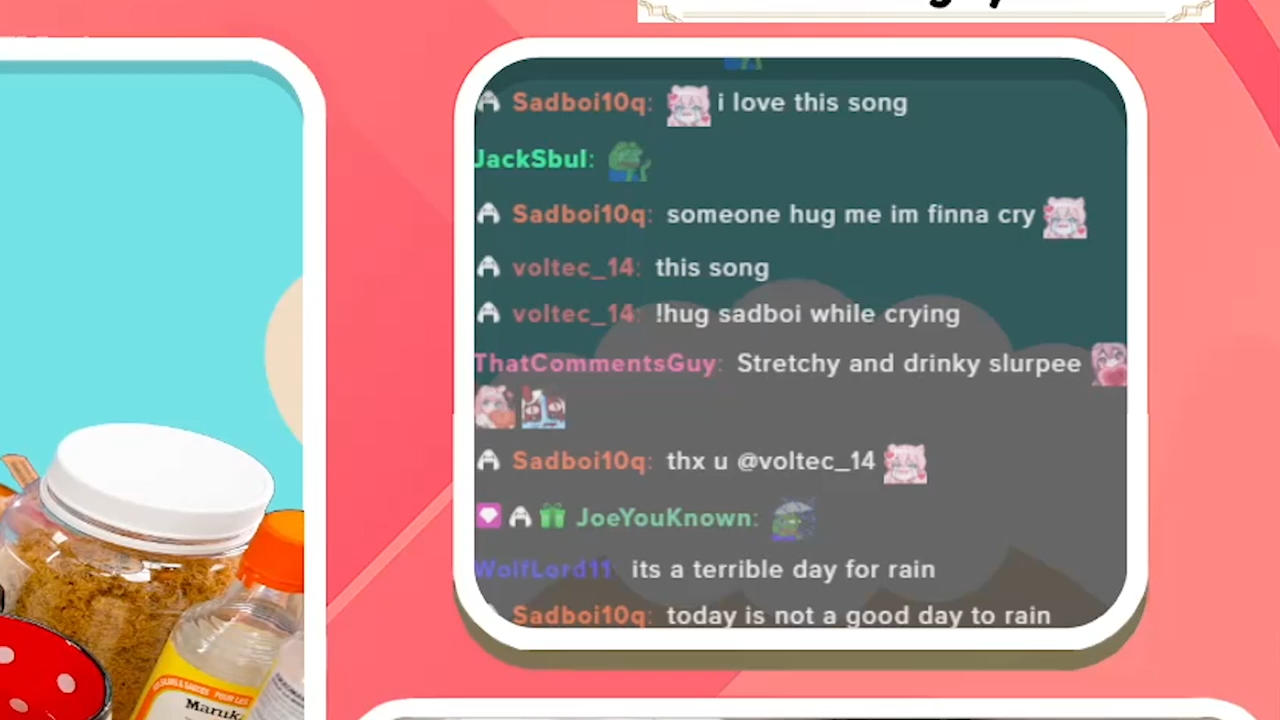 Sadboi10q: i love this song
JackSbul:
Sadboi10q: someone hug me im finna cry
voltec_14: this song
voltec_14: !hug sadboi while crying
ThatCommentsGuy: Stretchy and drinky slurpee
Sadboi10q: thx u @voltec_14
JoeYouKnown:
WolfLord11: its a terrible day for rain
Sadboi10q: today is not a good day to rain